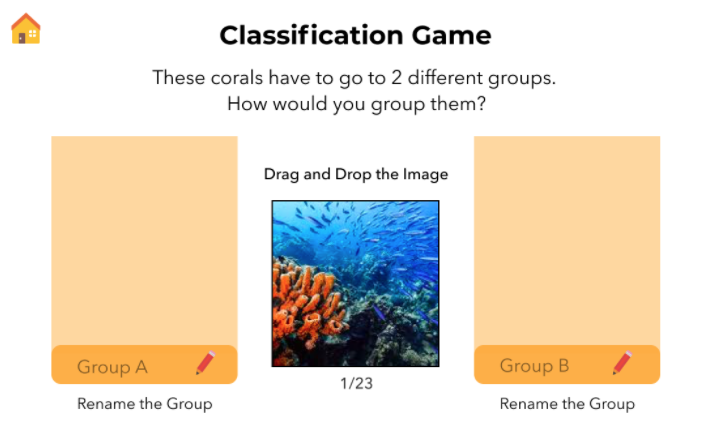 Classification Game
These corals have to go to 2 different groups.
How would you group them?
Drag and Drop the Image
1/23
Group A
Rename the Group
Group B
Rename the Group